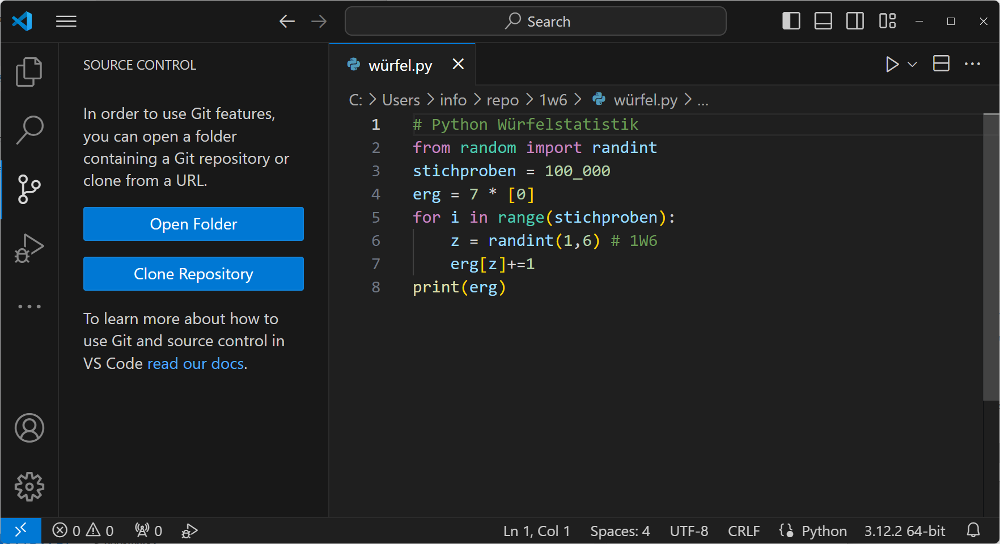 Search
SOURCE CONTROL
In order to use Git features,
you can open a folder
containing a Git repository or
clone from a URL.
Open Folder
Clone Repository
To learn more about how to
use Git and source control in
VS Code read our docs.
würfel.py
C: > Users > info > repo > 1w6 > würfel.py > ...
1 # Python Würfelstatistik
2 from random import randint
3 stichproben = 100_000
4 erg = 7 * [0]
5 for i in range(stichproben):
6     z = randint(1,6) # 1W6
7     erg[z]+=1
8 print(erg)
0 0 0 Ln 1, Col 1 Spaces: 4 UTF-8 CRLF Python 3.12.2 64-bit